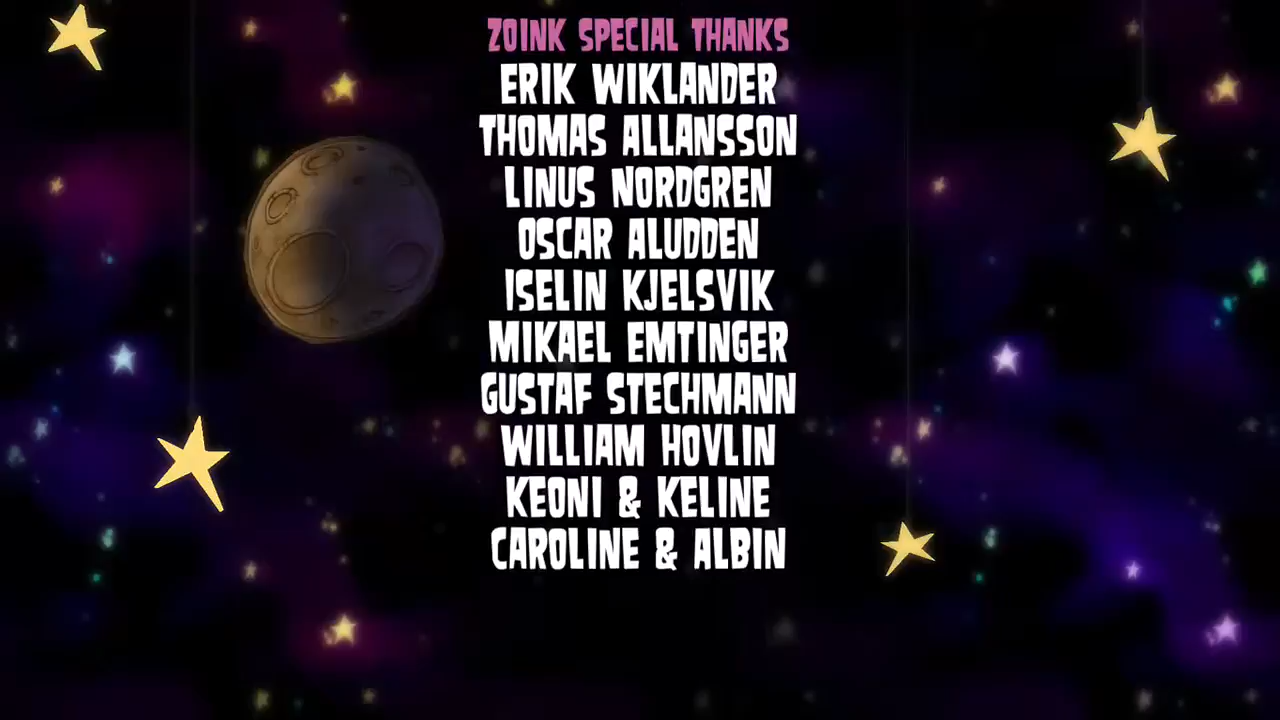 ZOINK SPECIAL THANKS
ERIK WIKLANDER
THOMAS ALLANSSON
LINUS NORDGREN
OSCAR ALUDDEN
ISELIN KJELSVIK
MIKAEL EMTINGER
GUSTAF STECHMANN
WILLIAM HOVLIN
KEONI & KELINE
CAROLINE & ALBIN